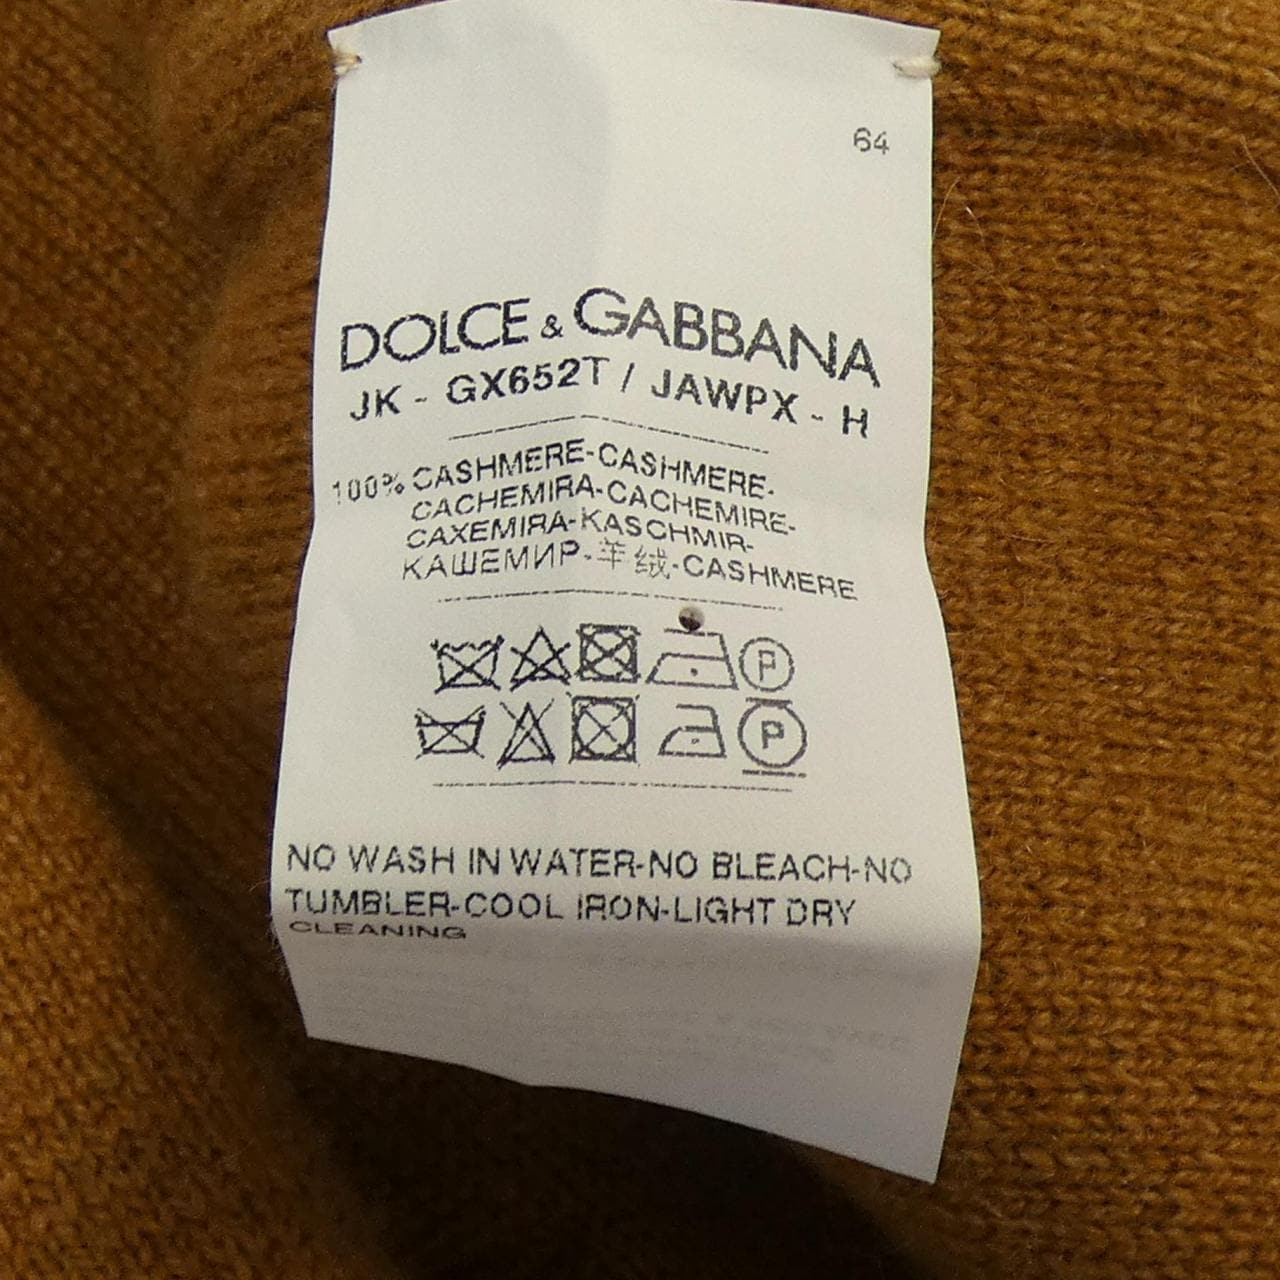 64
DOLCE & GABBANA
JK - GX652T / JAWPX - H
100% CASHMERE-CASHMERE-
CACHEMIRA-CACHEMIRE-
CAXEMIRA-KASCHMIR-
КАШЕМИР-羊绒-CASHMERE
P
P
NO WASH IN WATER-NO BLEACH-NO
TUMBLER-COOL IRON-LIGHT DRY
CLEANING